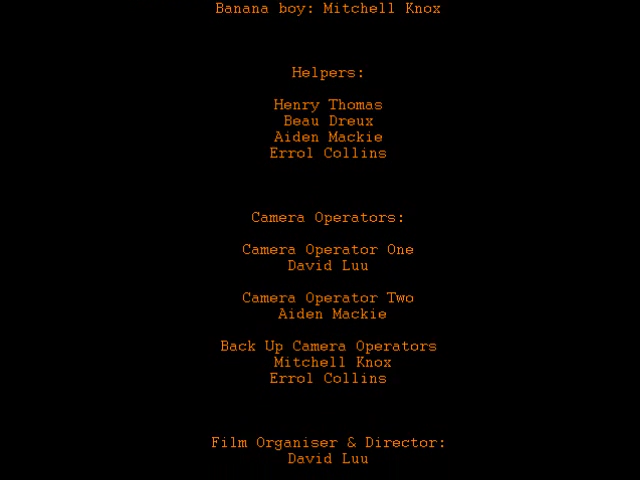 Banana boy: Mitchell Knox
Helpers:
Henry Thomas
Beau Dreux
Aiden Mackie
Errol Collins
Camera Operators:
Camera Operator One
David Luu
Camera Operator Two
Aiden Mackie
Back Up Camera Operators
Mitchell Knox
Errol Collins
Film Organiser & Director:
David Luu